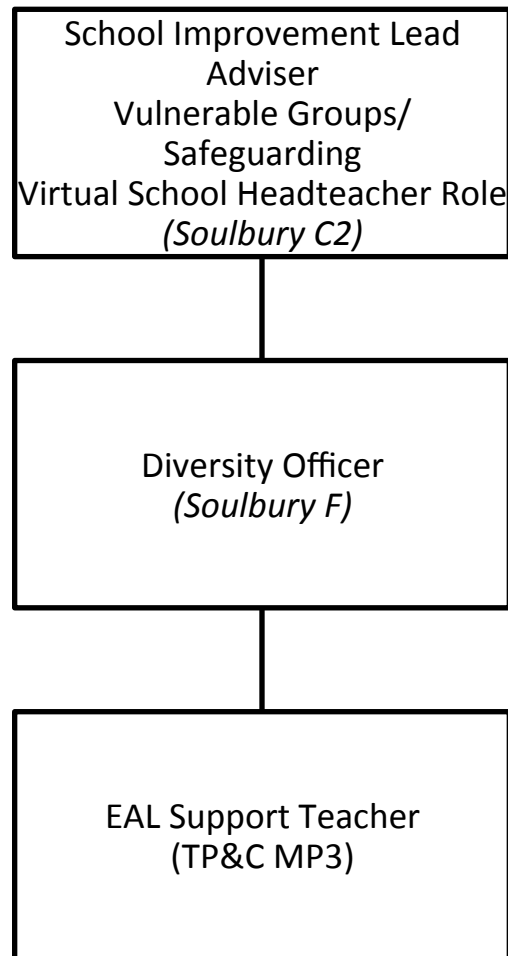 School Improvement Lead
Adviser
Vulnerable Groups/
Safeguarding
Virtual School Headteacher Role
(Soulbury C2)
Diversity Officer
(Soulbury F)
EAL Support Teacher
(TP&C MP3)